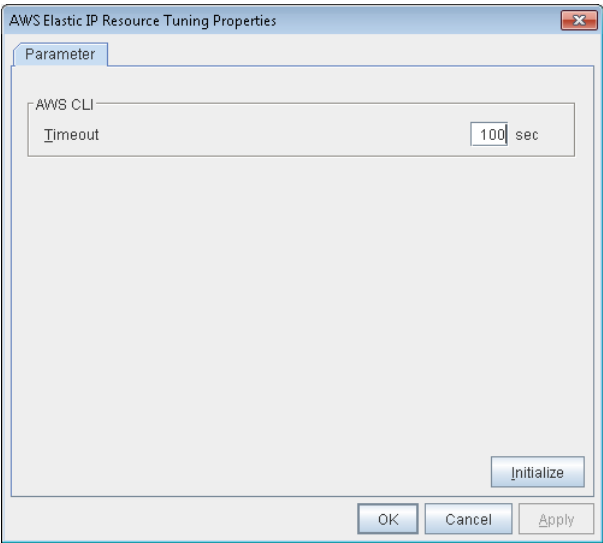 AWS Elastic IP Resource Tuning Properties
Parameter
AWS CLI
Timeout 100 sec
Initialize
OK Cancel Apply